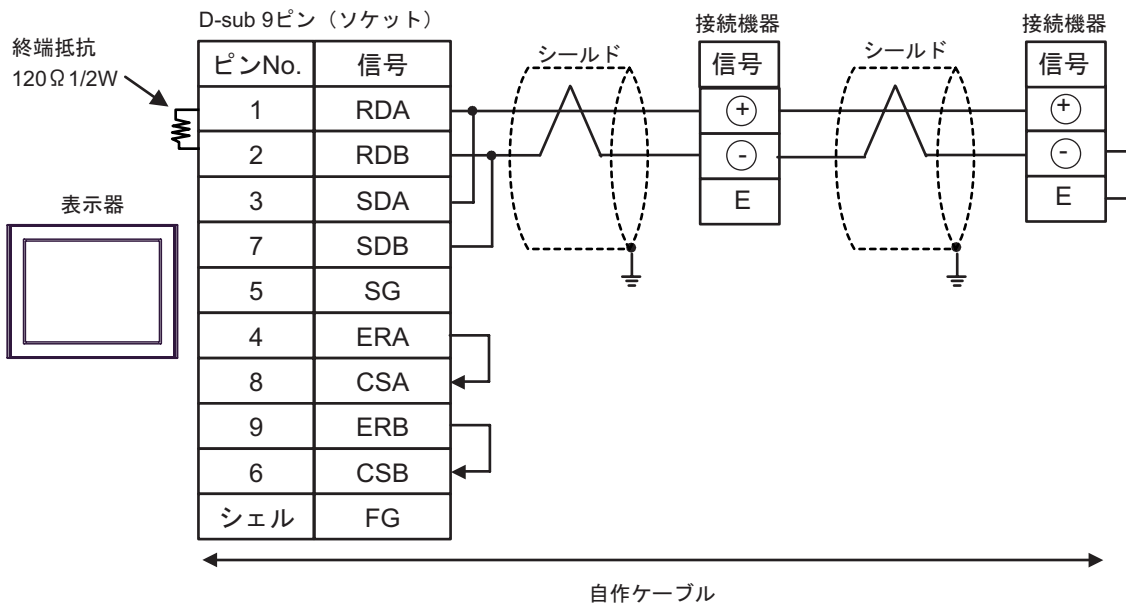 D-sub 9ピン（ソケット）
終端抵抗
120Ω1/2W
表示器
ピンNo. 信号
1 RDA
2 RDB
3 SDA
7 SDB
5 SG
4 ERA
8 CSA
9 ERB
6 CSB
シェル FG
シールド
接続機器
信号
+
-
E
シールド
接続機器
信号
+
-
E
自作ケーブル